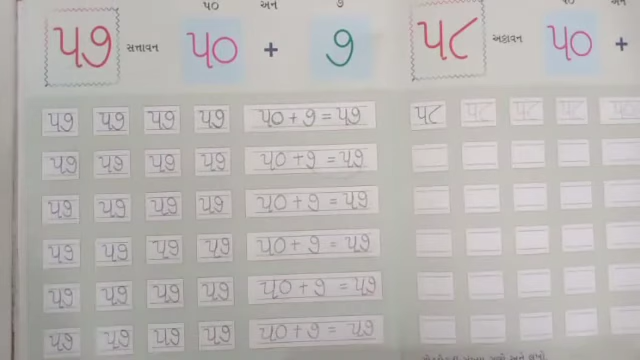 ૫૦ અને ૭
૫૭ સત્તાવન ૫૦ + ૭
૫૭ ૫૭ ૫૭ ૫૭ ૫૦ + ૭ = ૫૭
૫૭ ૫૭ ૫૭ ૫૭ ૫૦ + ૭ = ૫૭
૫૭ ૫૭ ૫૭ ૫૭ ૫૦ + ૭ = ૫૭
૫૭ ૫૭ ૫૭ ૫૭ ૫૦ + ૭ = ૫૭
૫૭ ૫૭ ૫૭ ૫૭ ૫૦ + ૭ = ૫૭
૫૭ ૫૭ ૫૭ ૫૭ ૫૦ + ૭ = ૫૭
૫૮ અઠ્ઠાવન ૫૦ +
૫૮ ૫૮ ૫૮ ૫૮ ૫૦